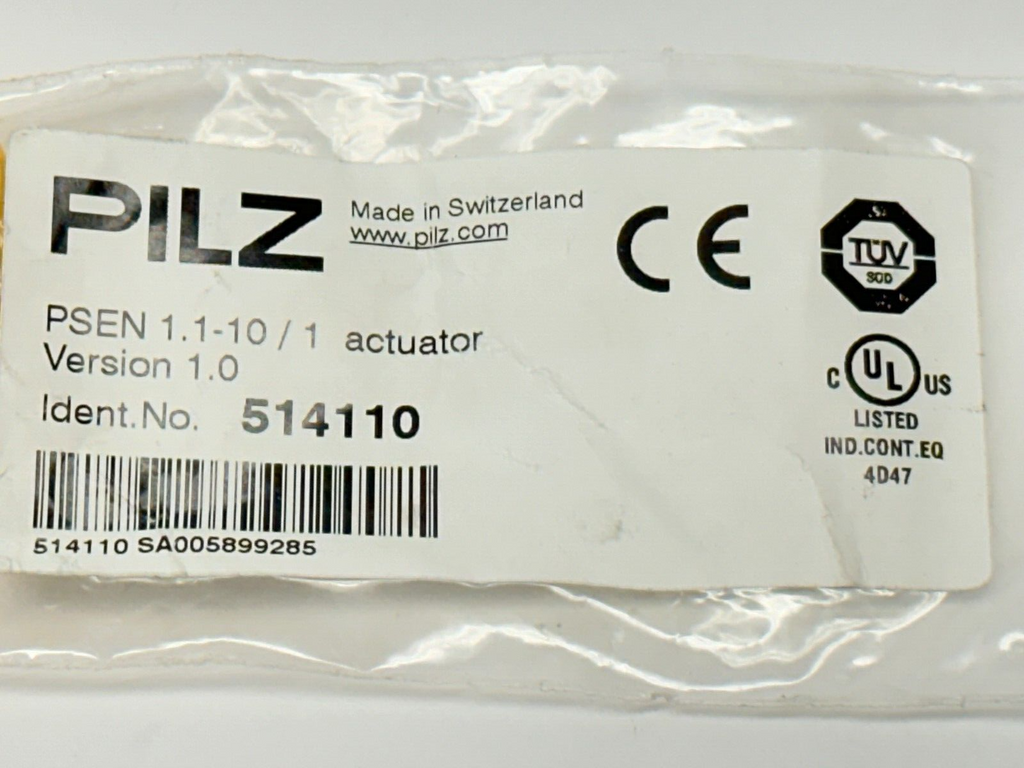 PILZ
Made in Switzerland
www.pilz.com
CE
TÜV
SÜD
PSEN 1.1-10 / 1 actuator
Version 1.0
Ident.No. 514110
C UL US
LISTED
IND.CONT.EQ
4D47
514110 SA005899285